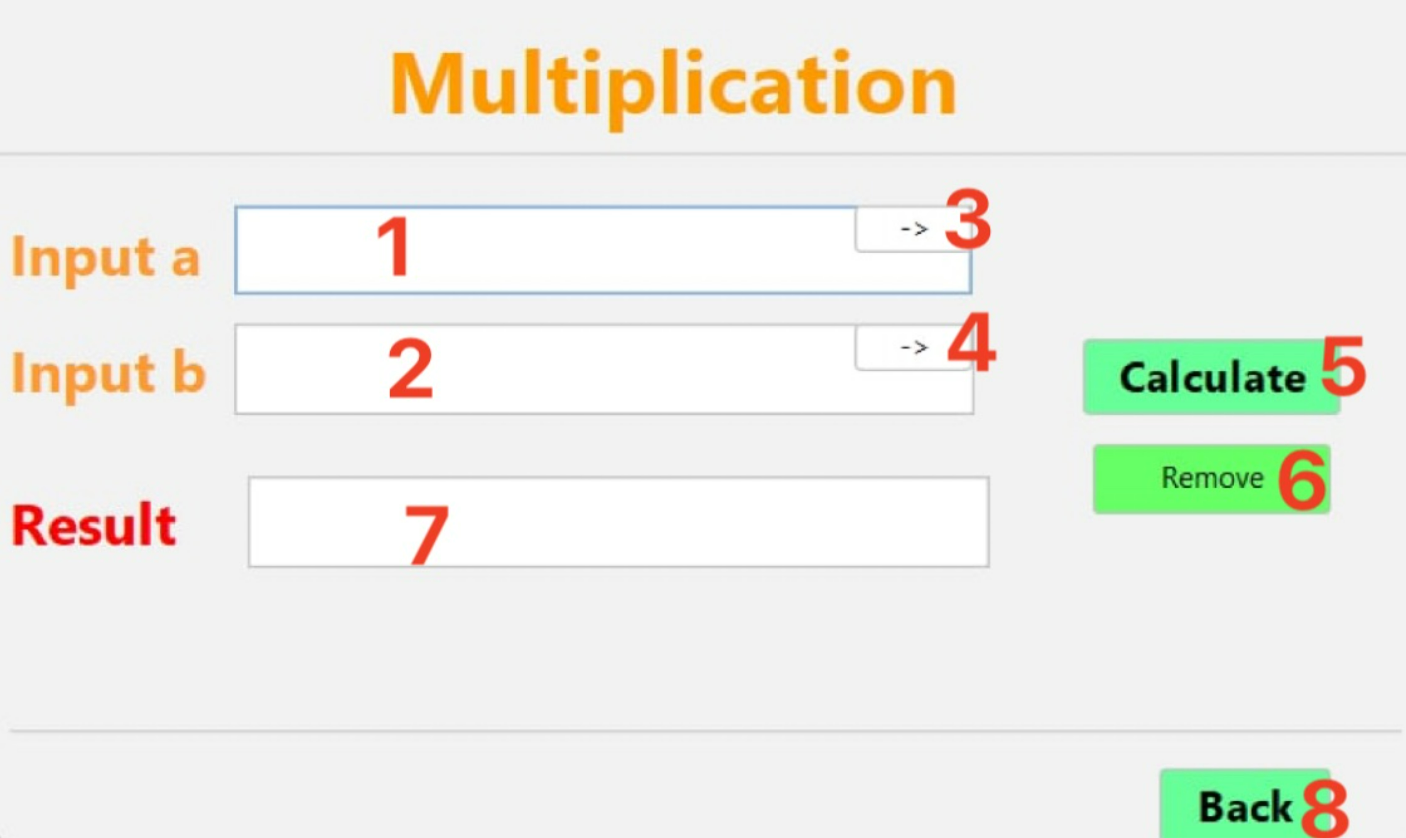 Multiplication
Input a 1 -> 3
Input b 2 -> 4
Calculate 5
Remove 6
Result 7
Back 8